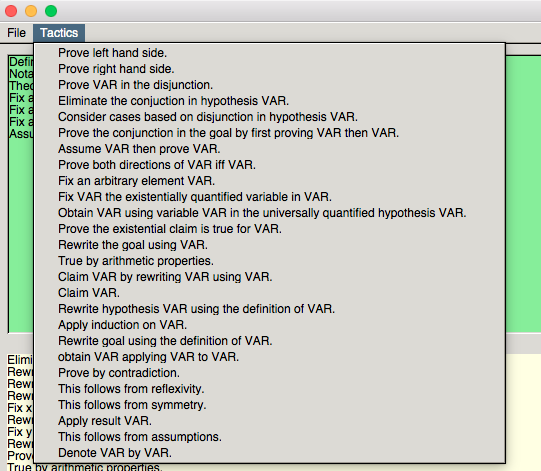 File Tactics
Prove left hand side.
Prove right hand side.
Prove VAR in the disjunction.
Eliminate the conjuction in hypothesis VAR.
Consider cases based on disjunction in hypothesis VAR.
Prove the conjunction in the goal by first proving VAR then VAR.
Assume VAR then prove VAR.
Prove both directions of VAR iff VAR.
Fix an arbitrary element VAR.
Fix VAR the existentially quantified variable in VAR.
Obtain VAR using variable VAR in the universally quantified hypothesis VAR.
Prove the existential claim is true for VAR.
Rewrite the goal using VAR.
True by arithmetic properties.
Claim VAR by rewriting VAR using VAR.
Claim VAR.
Rewrite hypothesis VAR using the definition of VAR.
Apply induction on VAR.
Rewrite goal using the definition of VAR.
obtain VAR applying VAR to VAR.
Prove by contradiction.
This follows from reflexivity.
This follows from symmetry.
Apply result VAR.
This follows from assumptions.
Denote VAR by VAR.
Defin
Nota
Theo
Fix a
Fix a
Fix a
Assu
Elimi
Rewr
Rewr
Rewr
Fix x
Rewr
Fix y
Rewr
Prove
True by arithmetic properties.